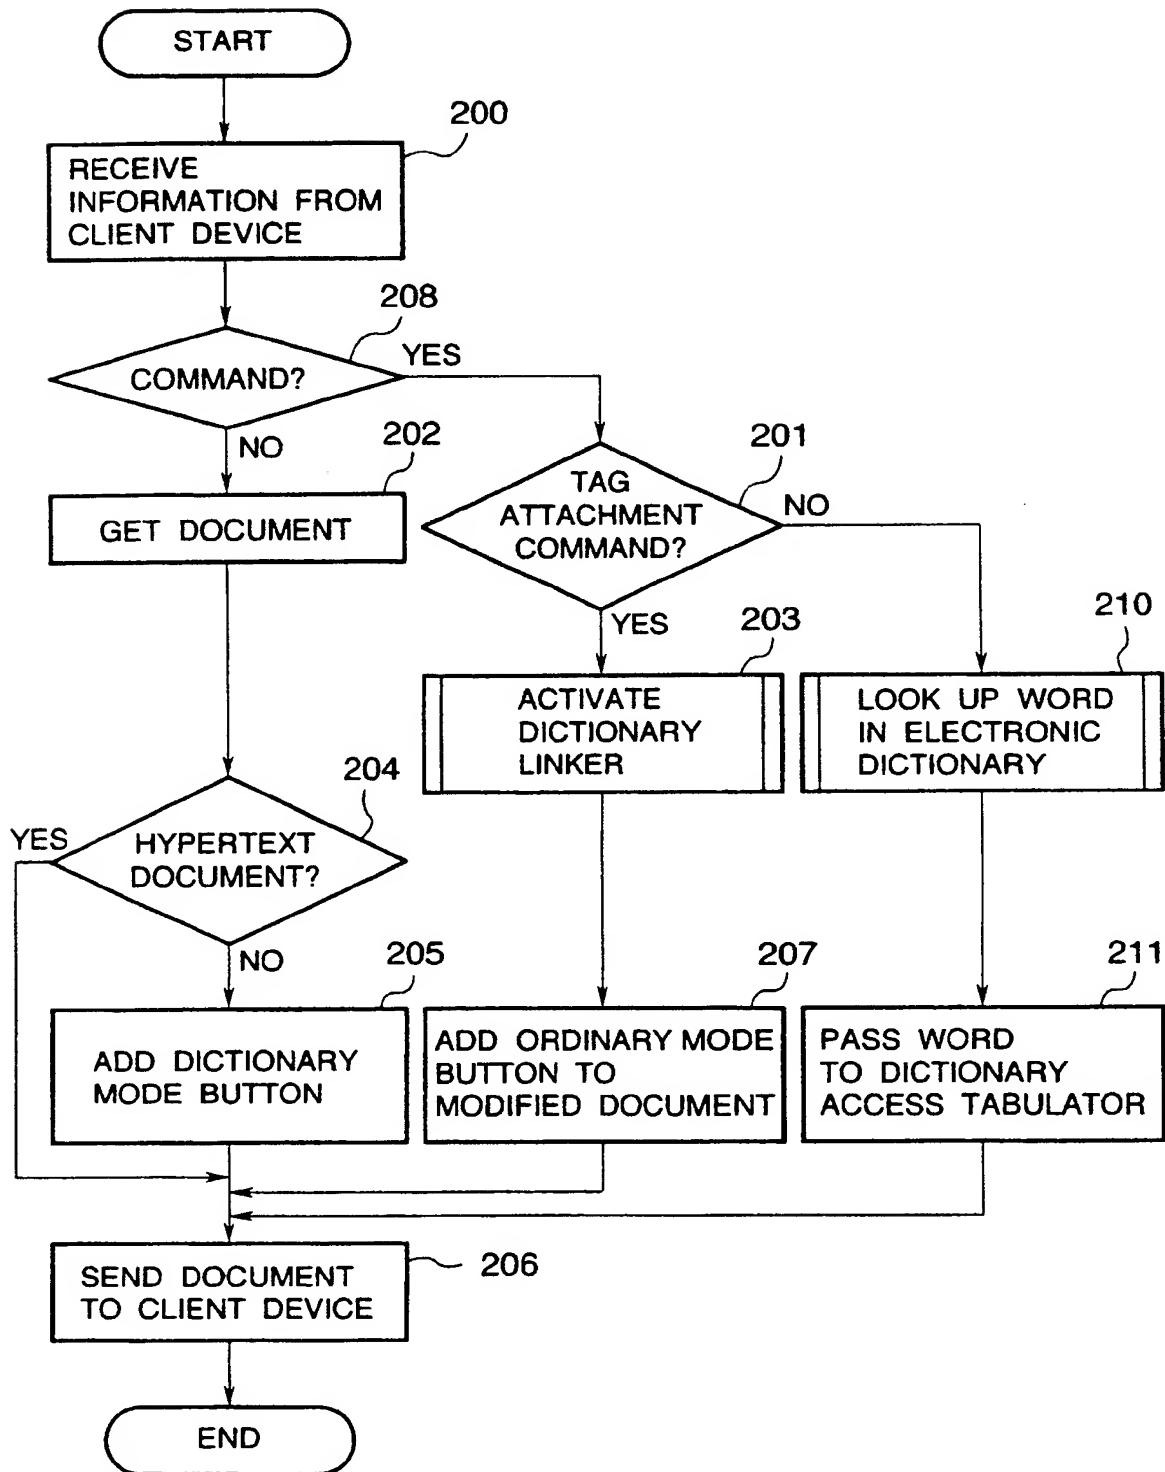 START
200
RECEIVE
INFORMATION FROM
CLIENT DEVICE
208
COMMAND?
YES
NO
202
GET DOCUMENT
201
TAG
ATTACHMENT
COMMAND?
NO
YES
203
ACTIVATE
DICTIONARY
LINKER
210
LOOK UP WORD
IN ELECTRONIC
DICTIONARY
204
YES
HYPERTEXT
DOCUMENT?
NO
205
ADD DICTIONARY
MODE BUTTON
207
ADD ORDINARY MODE
BUTTON TO
MODIFIED DOCUMENT
211
PASS WORD
TO DICTIONARY
ACCESS TABULATOR
SEND DOCUMENT
TO CLIENT DEVICE
206
END